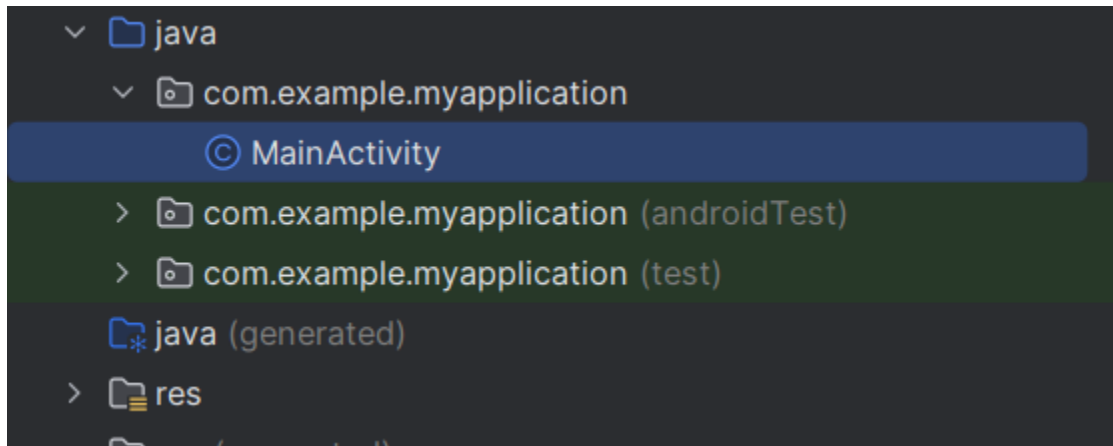 java
com.example.myapplication
MainActivity
com.example.myapplication (androidTest)
com.example.myapplication (test)
java (generated)
res